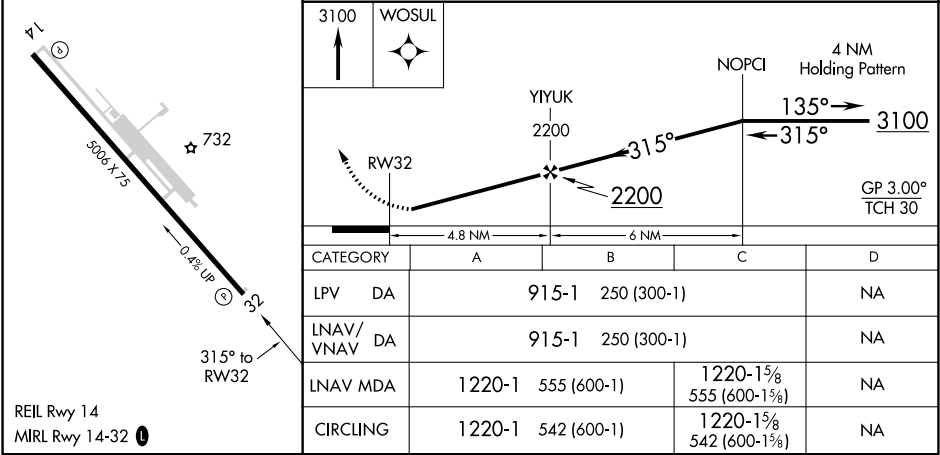 14
P
732
5006 X 75
0.4% UP
P
32
315° to
RW32
REIL Rwy 14
MIRL Rwy 14-32 L
3100 WOSUL
4 NM
Holding Pattern
NOPCI
135°
3100
315°
YIYUK
2200
315°
RW32
2200
GP 3.00°
TCH 30
4.8 NM 6 NM
CATEGORY A B C D
LPV DA 915-1 250 (300-1) NA
LNAV/
VNAV DA 915-1 250 (300-1) NA
LNAV MDA 1220-1 555 (600-1) 1220-1⅝
555 (600-1⅝) NA
CIRCLING 1220-1 542 (600-1) 1220-1⅝
542 (600-1⅝) NA